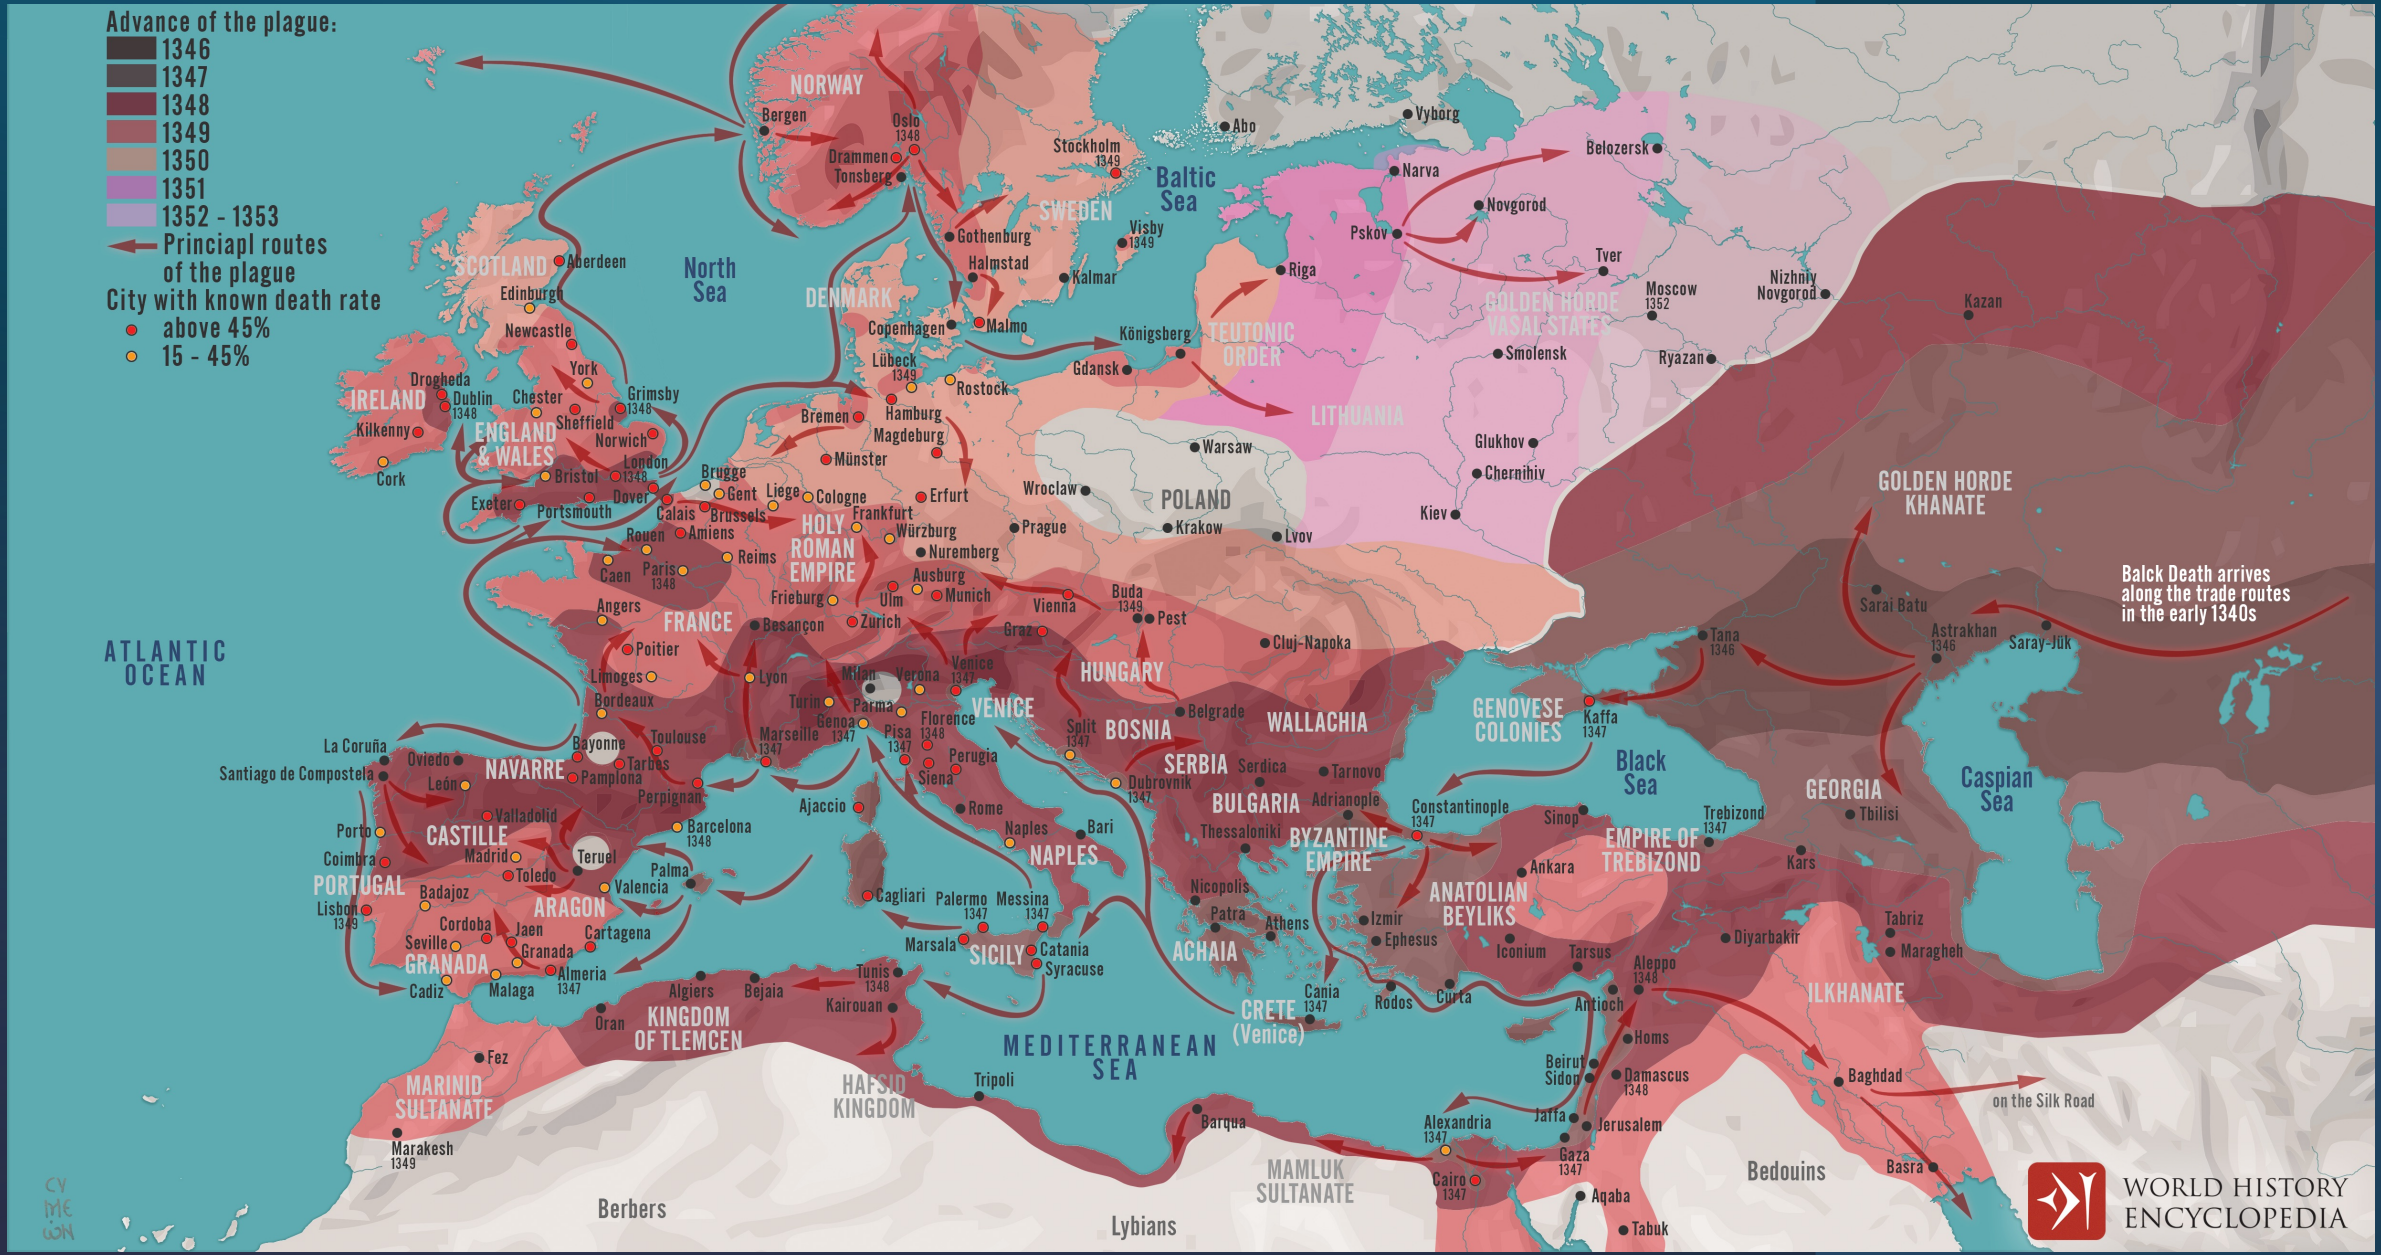 Advance of the plague:
1346
1347
1348
1349
1350
1351
1352 - 1353
Princiapl routes
of the plague
City with known death rate
above 45%
15 - 45%
NORWAY
Bergen
Oslo
1348
Drammen
Tonsberg
Stockholm
1349
SWEDEN
Baltic
Sea
Visby
1349
Gothenburg
Halmstad
Kalmar
Malmo
Copenhagen
DENMARK
North
Sea
Abo
Vyborg
Narva
Belozersk
Novgorod
Pskov
Tver
Riga
Moscow
1352
Nizhniy
Novgorod
GOLDEN HORDE
VASAL STATES
Smolensk
Ryazan
Kazan
TEUTONIC
ORDER
Königsberg
Gdansk
LITHUANIA
Glukhov
Chernihiv
Kiev
Lvov
Warsaw
POLAND
Wroclaw
Krakow
Prague
SCOTLAND
Aberdeen
Edinburgh
Newcastle
York
Grimsby
1348
IRELAND
Drogheda
Dublin
1348
Kilkenny
Cork
Chester
Sheffield
Norwich
ENGLAND
& WALES
London
1348
Bristol
Dover
Exeter
Portsmouth
Lübeck
1349
Rostock
Hamburg
Bremen
Magdeburg
Münster
Brugge
Gent
Liege
Cologne
Erfurt
Calais
Brussels
Frankfurt
HOLY
ROMAN
EMPIRE
Würzburg
Nuremberg
Amiens
Rouen
Reims
Caen
Paris
1348
Ausburg
Ulm
Munich
Frieburg
Zurich
Vienna
Buda
1349
Pest
Graz
Angers
FRANCE
Besançon
Poitier
Limoges
Lyon
Bordeaux
Cluj-Napoka
HUNGARY
Milan
Verona
Venice
1347
Turin
Parma
VENICE
Genoa
1347
Florence
1348
Pisa
1347
Perugia
Siena
Split
1347
BOSNIA
Belgrade
WALLACHIA
SERBIA
Serdica
Tarnovo
Dubrovnik
1347
BULGARIA
Adrianople
Thessaloniki
BYZANTINE
EMPIRE
Constantinople
1347
GENOVESE
COLONIES
Kaffa
1347
Tana
1346
Black
Sea
GOLDEN HORDE
KHANATE
Sarai Batu
Astrakhan
1346
Saray-Jük
Balck Death arrives
along the trade routes
in the early 1340s
Caspian
Sea
GEORGIA
Tbilisi
Trebizond
1347
EMPIRE OF
TREBIZOND
Sinop
Kars
Ankara
ANATOLIAN
BEYLIKS
Izmir
Ephesus
Iconium
Tarsus
Diyarbakir
Tabriz
Maragheh
ILKHANATE
Aleppo
1348
Antioch
Homs
Beirut
Sidon
Damascus
1348
Jaffa
Jerusalem
Gaza
1347
Aqaba
Tabuk
Bedouins
Baghdad
on the Silk Road
Basra
ATLANTIC
OCEAN
La Coruña
Santiago de Compostela
Oviedo
León
NAVARRE
Bayonne
Toulouse
Tarbes
Pamplona
Perpignan
Marseille
1347
Valladolid
CASTILLE
Porto
Coimbra
Madrid
Toledo
Teruel
Barcelona
1348
Palma
Valencia
PORTUGAL
Lisbon
1349
Badajoz
ARAGON
Cordoba
Jaen
Cartagena
Seville
Granada
GRANADA
Almeria
1347
Cadiz
Malaga
Ajaccio
Cagliari
Rome
Naples
Bari
NAPLES
Palermo
1347
Messina
1347
Marsala
SICILY
Catania
Syracuse
Nicopolis
Patra
Athens
ACHAIA
Cania
1347
CRETE
(Venice)
Rodos
Curta
MEDITERRANEAN
SEA
Tunis
1348
Kairouan
Algiers
Bejaia
Oran
KINGDOM
OF TLEMCEN
Fez
MARINID
SULTANATE
Marakesh
1349
HAFSID
KINGDOM
Tripoli
Barqua
Alexandria
1347
Cairo
1347
MAMLUK
SULTANATE
Berbers
Lybians
CY
ME
ŪN
WORLD HISTORY
ENCYCLOPEDIA